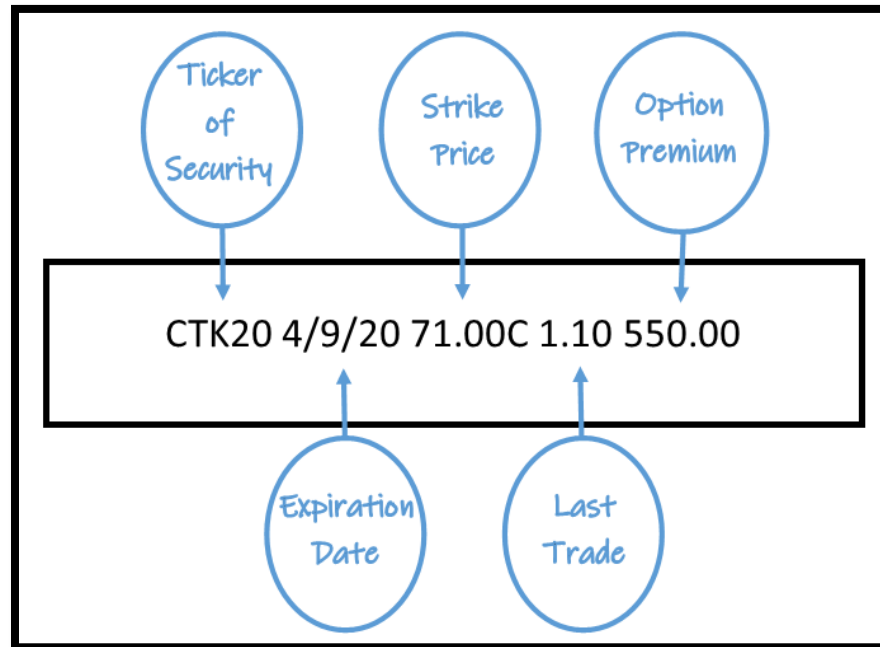 Ticker
of
Security
Strike
Price
Option
Premium
CTK20 4/9/20 71.00C 1.10 550.00
Expiration
Date
Last
Trade